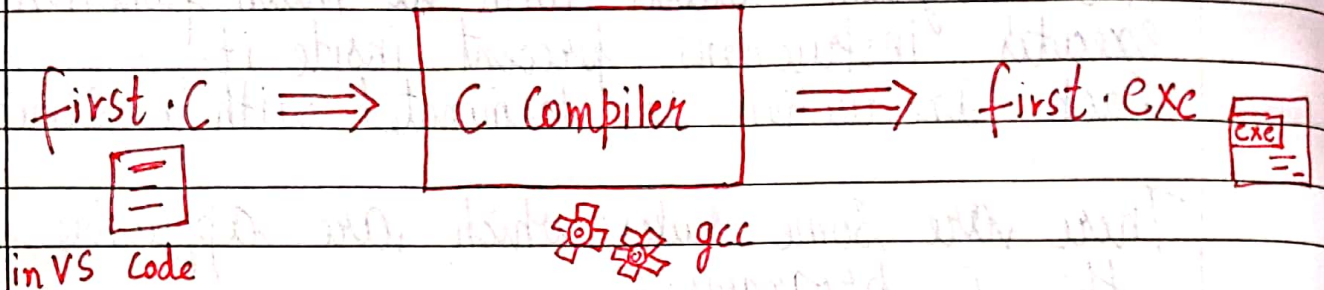 first.C ⟹ C Compiler ⟹ first.exe
exe
gcc
in VS Code